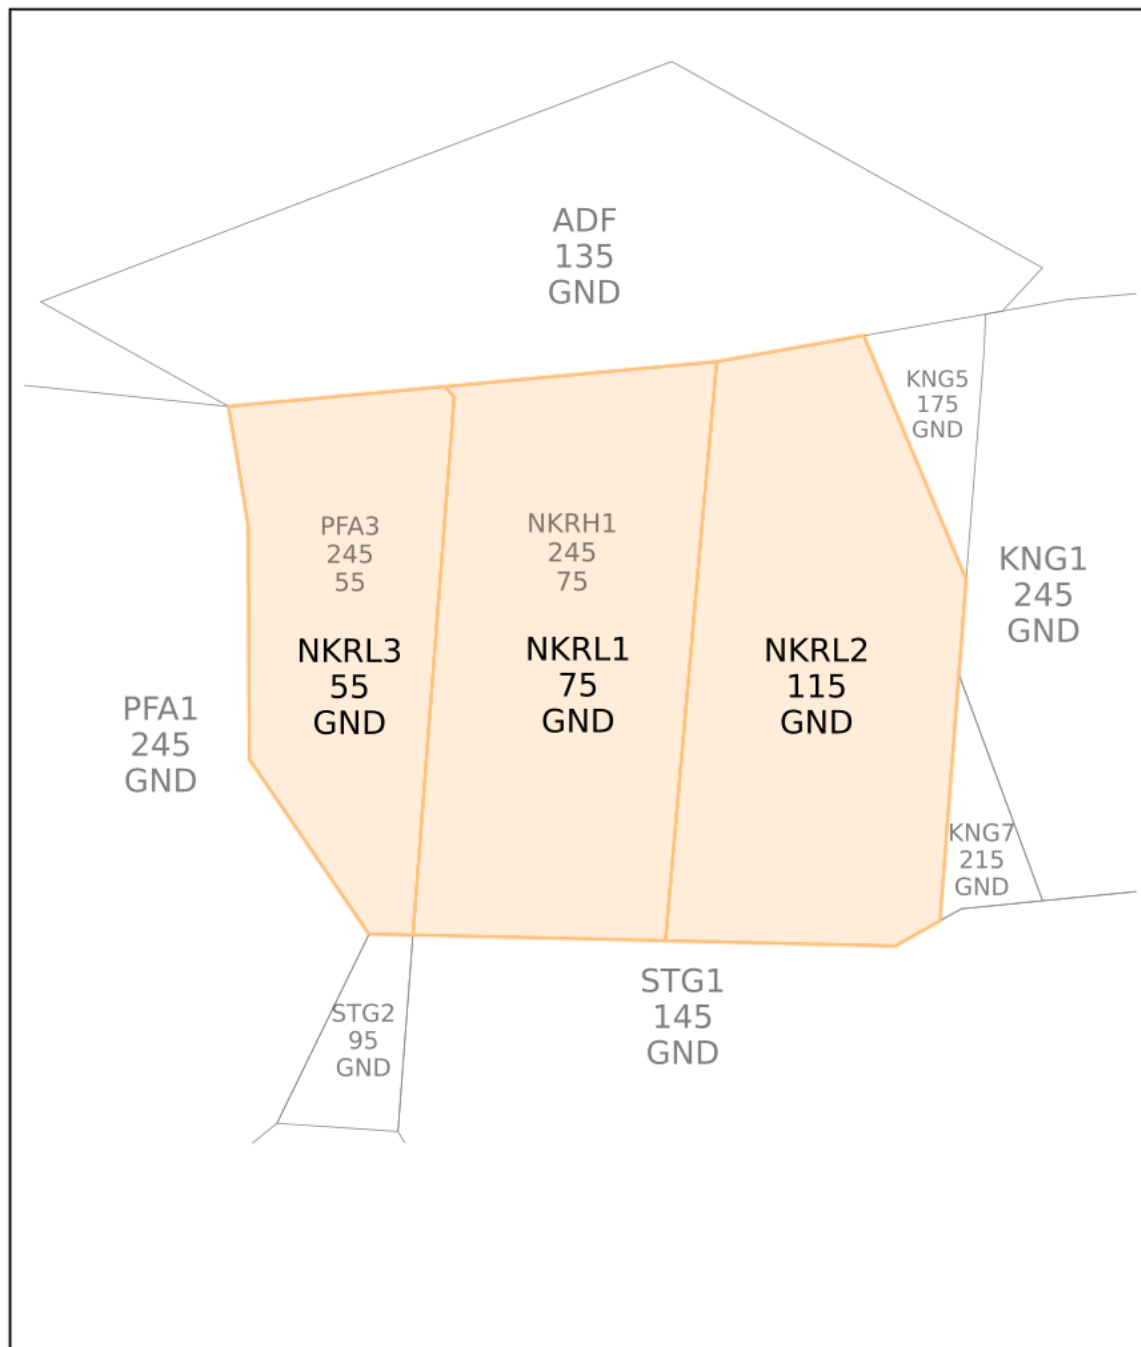 ADF
135
GND
KNG5
175
GND
PFA3
245
55
NKRH1
245
75
KNG1
245
GND
NKRL3
55
GND
NKRL1
75
GND
NKRL2
115
GND
PFA1
245
GND
KNG7
215
GND
STG1
145
GND
STG2
95
GND